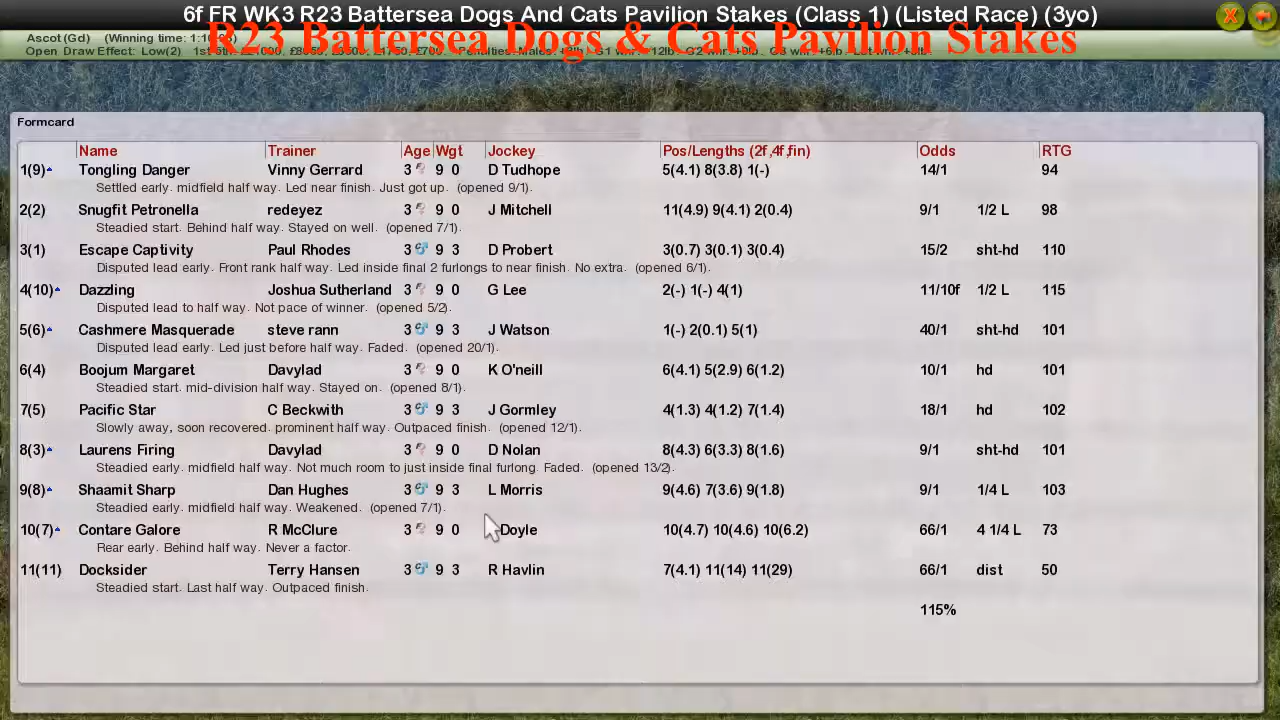 6f FR WK3 R23 Battersea Dogs And Cats Pavilion Stakes (Class 1) (Listed Race) (3yo)
R23 Battersea Dogs & Cats Pavilion Stakes
Ascot (Gd) (Winning time: 1:10
Open Draw Effect: Low(2)
Formcard
Name Trainer Age Wgt Jockey Pos/Lengths (2f,4f,fin) Odds RTG
1(9) Tongling Danger Vinny Gerrard 3 9 0 D Tudhope 5(4.1) 8(3.8) 1(-) 14/1 94
Settled early. midfield half way. Led near finish. Just got up. (opened 9/1).
2(2) Snugfit Petronella redeyez 3 9 0 J Mitchell 11(4.9) 9(4.1) 2(0.4) 9/1 1/2 L 98
Steadied start. Behind half way. Stayed on well. (opened 7/1).
3(1) Escape Captivity Paul Rhodes 3 9 3 D Probert 3(0.7) 3(0.1) 3(0.4) 15/2 sht-hd 110
Disputed lead early. Front rank half way. Led inside final 2 furlongs to near finish. No extra. (opened 6/1).
4(10) Dazzling Joshua Sutherland 3 9 0 G Lee 2(-) 1(-) 4(1) 11/10f 1/2 L 115
Disputed lead to half way. Not pace of winner. (opened 5/2).
5(6) Cashmere Masquerade steve rann 3 9 3 J Watson 1(-) 2(0.1) 5(1) 40/1 sht-hd 101
Disputed lead early. Led just before half way. Faded. (opened 20/1).
6(4) Boojum Margaret Davylad 3 9 0 K O'neill 6(4.1) 5(2.9) 6(1.2) 10/1 hd 101
Steadied start. mid-division half way. Stayed on. (opened 8/1).
7(5) Pacific Star C Beckwith 3 9 3 J Gormley 4(1.3) 4(1.2) 7(1.4) 18/1 hd 102
Slowly away, soon recovered. prominent half way. Outpaced finish. (opened 12/1).
8(3) Laurens Firing Davylad 3 9 0 D Nolan 8(4.3) 6(3.3) 8(1.6) 9/1 sht-hd 101
Steadied early. midfield half way. Not much room to just inside final furlong. Faded. (opened 13/2).
9(8) Shaamit Sharp Dan Hughes 3 9 3 L Morris 9(4.6) 7(3.6) 9(1.8) 9/1 1/4 L 103
Steadied early. midfield half way. Weakened. (opened 7/1).
10(7) Contare Galore R McClure 3 9 0 Doyle 10(4.7) 10(4.6) 10(6.2) 66/1 4 1/4 L 73
Rear early. Behind half way. Never a factor.
11(11) Docksider Terry Hansen 3 9 3 R Havlin 7(4.1) 11(14) 11(29) 66/1 dist 50
Steadied start. Last half way. Outpaced finish.
115%